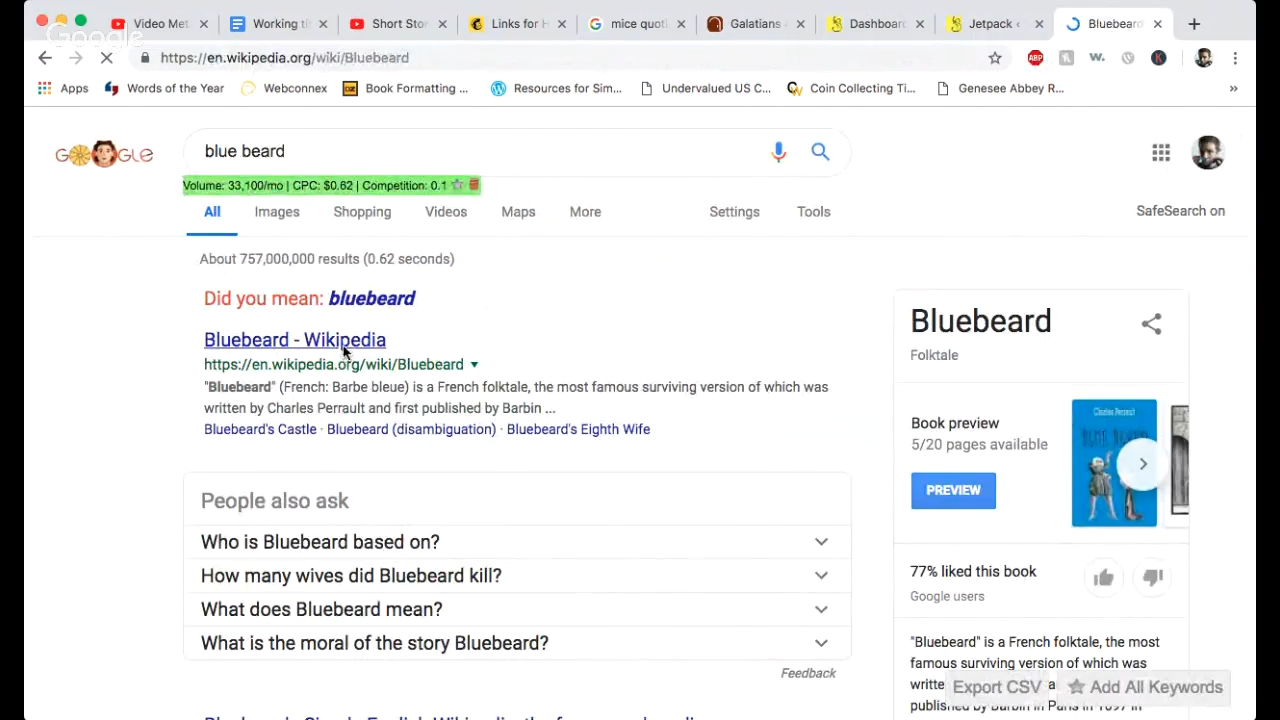 Video Met
Working ti
Short Sto
Links for H
mice quoti
Galatians
Dashboard
Jetpack ‹
Bluebeard
Google
https://en.wikipedia.org/wiki/Bluebeard
ABP
Apps
Words of the Year
Webconnex
Book Formatting ...
Resources for Sim...
Undervalued US C...
Coin Collecting Ti...
Genesee Abbey R...
»
blue beard
Volume: 33,100/mo | CPC: $0.62 | Competition: 0.1
All
Images
Shopping
Videos
Maps
More
Settings
Tools
SafeSearch on
About 757,000,000 results (0.62 seconds)
Did you mean: bluebeard
Bluebeard - Wikipedia
https://en.wikipedia.org/wiki/Bluebeard
"Bluebeard" (French: Barbe bleue) is a French folktale, the most famous surviving version of which was
written by Charles Perrault and first published by Barbin ...
Bluebeard's Castle · Bluebeard (disambiguation) · Bluebeard's Eighth Wife
People also ask
Who is Bluebeard based on?
How many wives did Bluebeard kill?
What does Bluebeard mean?
What is the moral of the story Bluebeard?
Feedback
Bluebeard
Folktale
Book preview
5/20 pages available
PREVIEW
Charles Perrault
77% liked this book
Google users
"Bluebeard" is a French folktale, the most
famous surviving version of which was
Export CSV
Add All Keywords